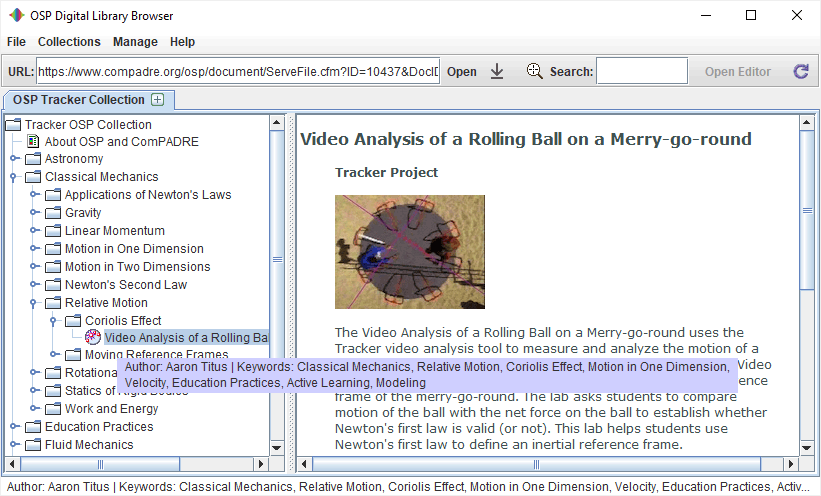 OSP Digital Library Browser
File Collections Manage Help
URL: https://www.compadre.org/osp/document/ServeFile.cfm?ID=10437&DocID Open Search: Open Editor
OSP Tracker Collection
Tracker OSP Collection
About OSP and ComPADRE
Astronomy
Classical Mechanics
Applications of Newton's Laws
Gravity
Linear Momentum
Motion in One Dimension
Motion in Two Dimensions
Newton's Second Law
Relative Motion
Coriolis Effect
Video Analysis of a Rolling Bal
Moving Reference Frames
Rotationa
Statics of Rigid Bodies
Work and Energy
Education Practices
Fluid Mechanics
Video Analysis of a Rolling Ball on a Merry-go-round
Tracker Project
The Video Analysis of a Rolling Ball on a Merry-go-round uses the
Tracker video analysis tool to measure and analyze the motion of a
Video
Author: Aaron Titus | Keywords: Classical Mechanics, Relative Motion, Coriolis Effect, Motion in One Dimension,
Velocity, Education Practices, Active Learning, Modeling
ence
frame of the merry-go-round. The lab asks students to compare
motion of the ball with the net force on the ball to establish whether
Newton's first law is valid (or not). This lab helps students use
Newton's first law to define an inertial reference frame.
Author: Aaron Titus | Keywords: Classical Mechanics, Relative Motion, Coriolis Effect, Motion in One Dimension, Velocity, Education Practices, Activ...